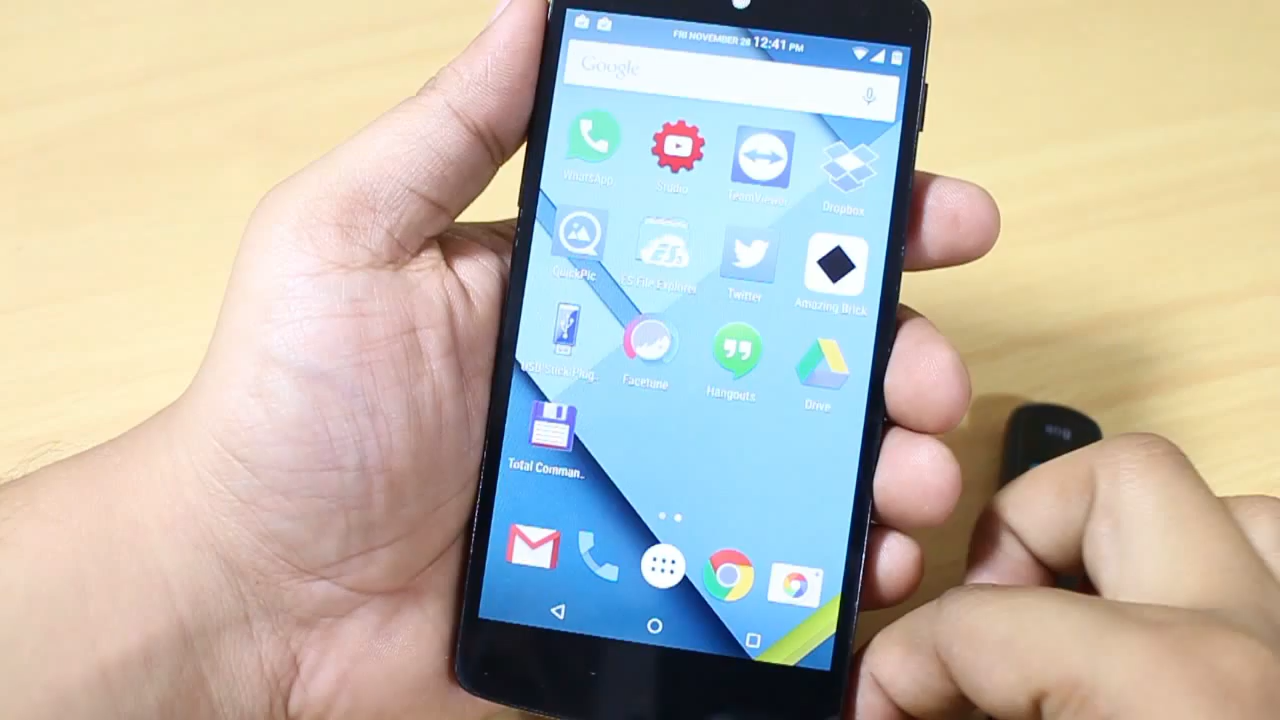 FRI NOVEMBER 28 12:41 PM
Google
WhatsApp
Studio
TeamViewer
Dropbox
QuickPic
ES File Explorer
Twitter
Amazing Brick
USB Stick Plug..
Facetune
Hangouts
Drive
Total Comman..